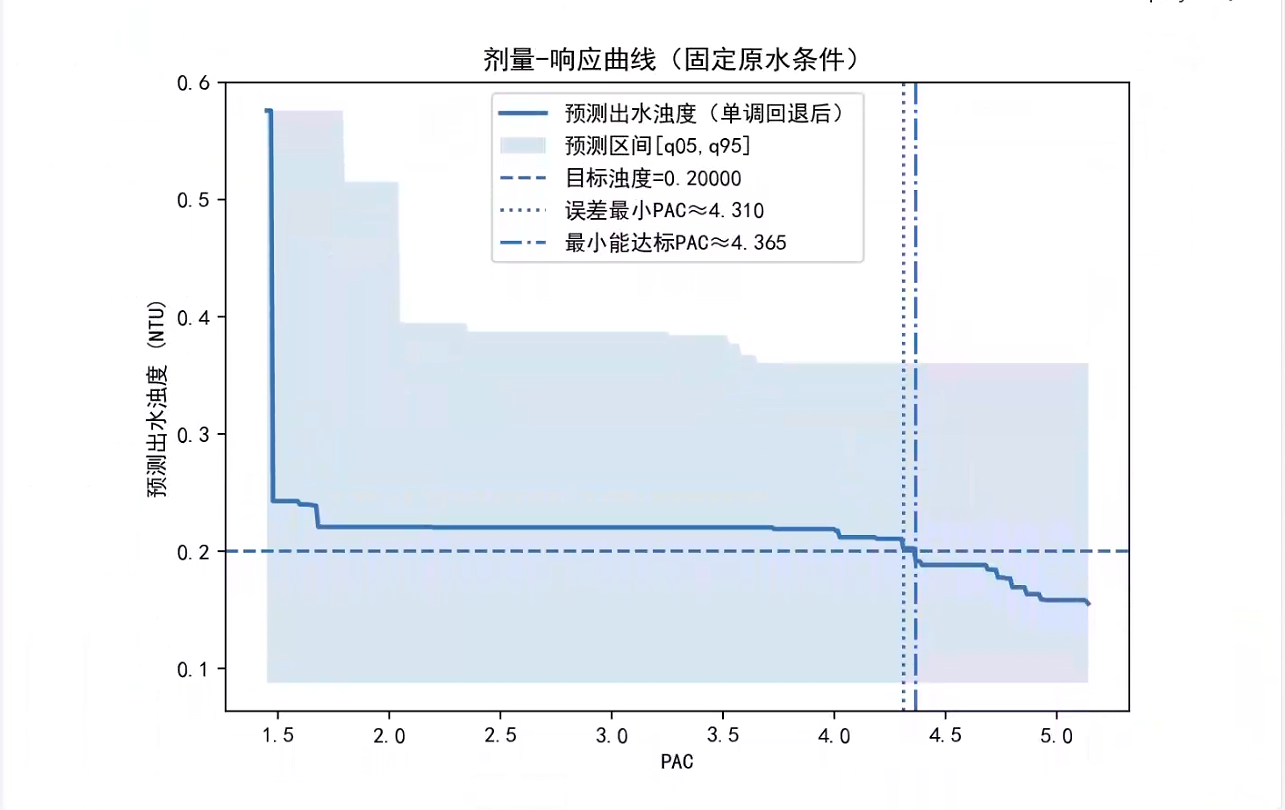 剂量-响应曲线（固定原水条件）
预测出水浊度（单调回退后）
预测区间[q05,q95]
目标浊度=0.20000
误差最小PAC≈4.310
最小能达标PAC≈4.365
预测出水浊度 (NTU)
0.6
0.5
0.4
0.3
0.2
0.1
1.5 2.0 2.5 3.0 3.5 4.0 4.5 5.0
PAC